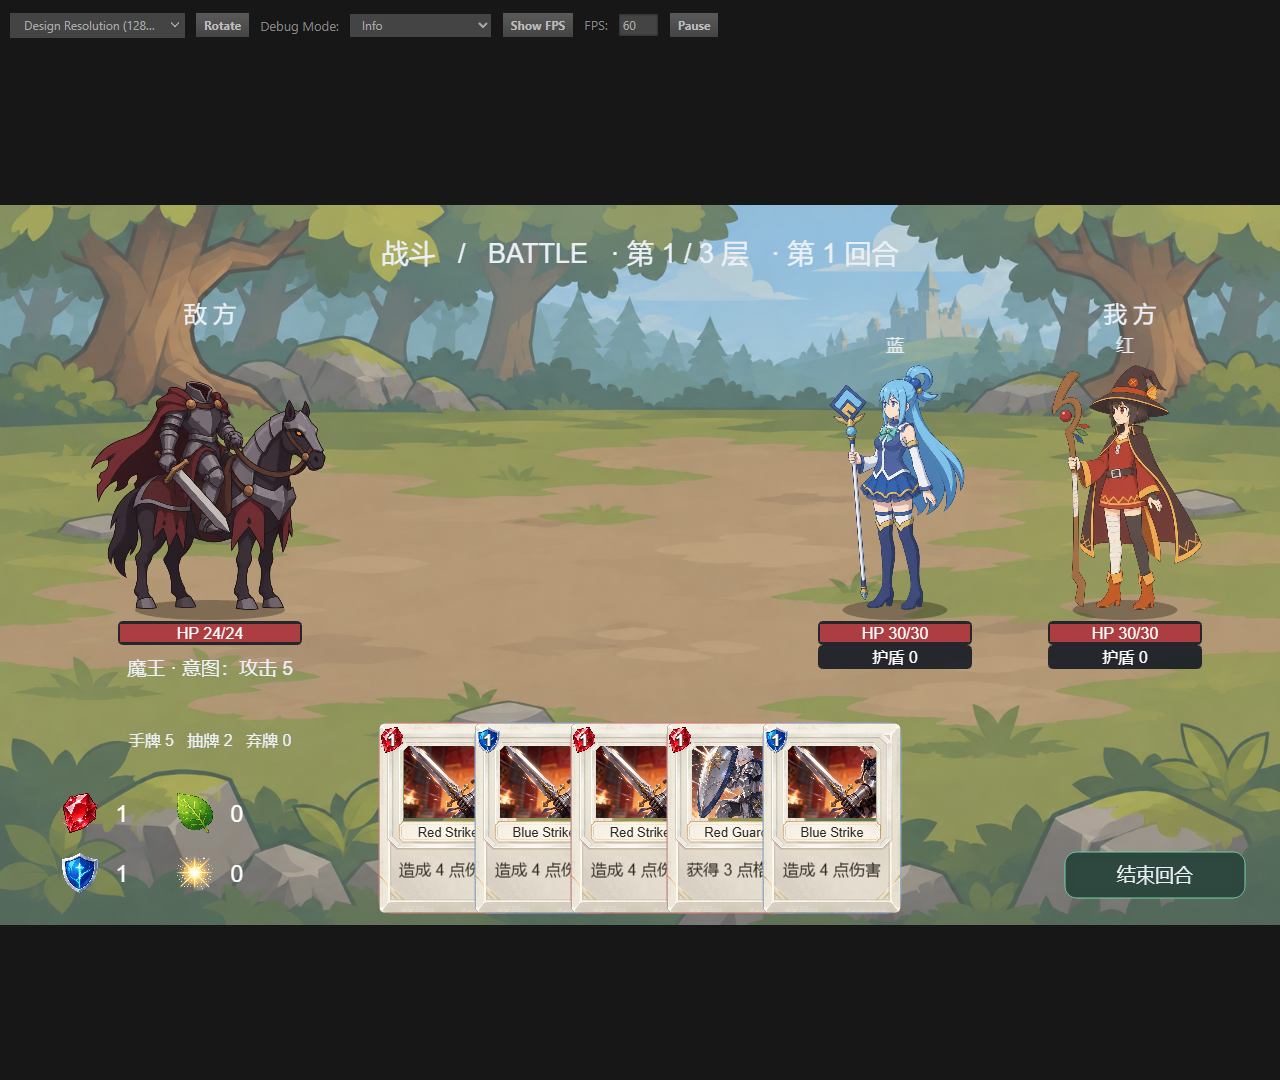 Design Resolution (128...
Rotate
Debug Mode:
Info
Show FPS
FPS:
60
Pause
战斗 / BATTLE · 第 1 / 3 层 · 第 1 回合
敌 方
我 方
蓝
红
HP 24/24
HP 30/30
HP 30/30
护盾 0
护盾 0
魔王 · 意图：攻击 5
手牌 5 抽牌 2 弃牌 0
1
0
1
0
1
Red Strike
造成 4 点伤
1
Blue Strike
造成 4 点伤
1
Red Strike
造成 4 点伤
1
Red Guar
获得 3 点格
1
Blue Strike
造成 4 点伤害
结束回合